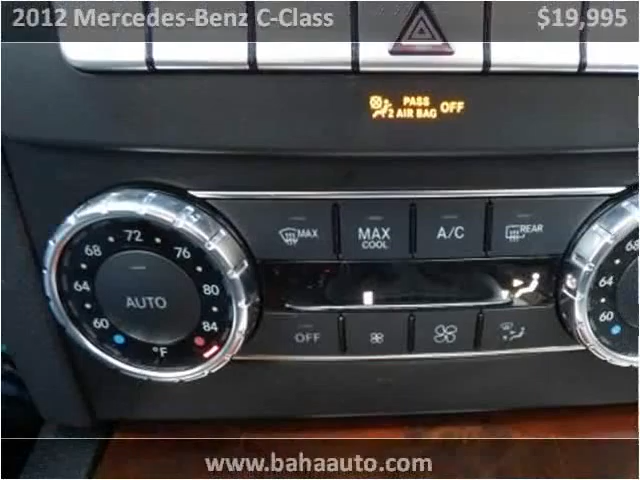 2012 Mercedes-Benz C-Class $19,995
PASS
2 AIR BAG OFF
MAX
MAX
COOL
A/C
REAR
60 64 68 72 76 80 84
AUTO
°F
OFF
68
64
60
www.bahaauto.com